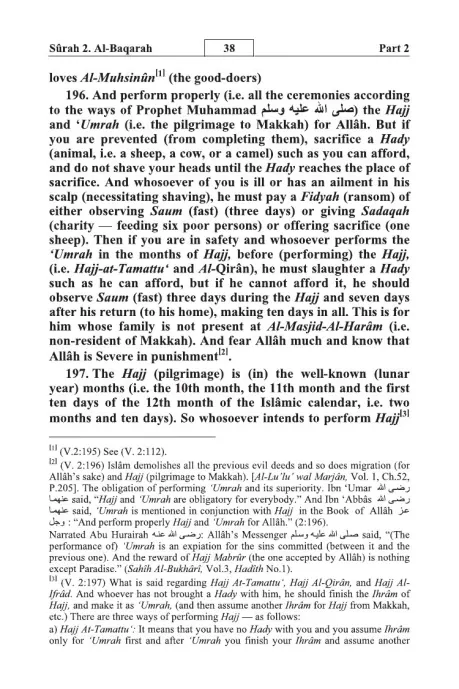 Sûrah 2. Al-Baqarah 38 Part 2
loves Al-Muhsinûn[1] (the good-doers)
196. And perform properly (i.e. all the ceremonies according
to the ways of Prophet Muhammad صلى الله عليه وسلم) the Hajj
and ‘Umrah (i.e. the pilgrimage to Makkah) for Allâh. But if
you are prevented (from completing them), sacrifice a Hady
(animal, i.e. a sheep, a cow, or a camel) such as you can afford,
and do not shave your heads until the Hady reaches the place of
sacrifice. And whosoever of you is ill or has an ailment in his
scalp (necessitating shaving), he must pay a Fidyah (ransom) of
either observing Saum (fast) (three days) or giving Sadaqah
(charity — feeding six poor persons) or offering sacrifice (one
sheep). Then if you are in safety and whosoever performs the
‘Umrah in the months of Hajj, before (performing) the Hajj,
(i.e. Hajj-at-Tamattu‘ and Al-Qirân), he must slaughter a Hady
such as he can afford, but if he cannot afford it, he should
observe Saum (fast) three days during the Hajj and seven days
after his return (to his home), making ten days in all. This is for
him whose family is not present at Al-Masjid-Al-Harâm (i.e.
non-resident of Makkah). And fear Allâh much and know that
Allâh is Severe in punishment[2].
197. The Hajj (pilgrimage) is (in) the well-known (lunar
year) months (i.e. the 10th month, the 11th month and the first
ten days of the 12th month of the Islâmic calendar, i.e. two
months and ten days). So whosoever intends to perform Hajj[3]
[1] (V.2:195) See (V. 2:112).
[2] (V. 2:196) Islâm demolishes all the previous evil deeds and so does migration (for
Allâh’s sake) and Hajj (pilgrimage to Makkah). [Al-Lu’lu’ wal Marjân, Vol. 1, Ch.52,
P.205]. The obligation of performing ‘Umrah and its superiority. Ibn ‘Umar رضى الله
عنهما said, “Hajj and ‘Umrah are obligatory for everybody.” And Ibn ‘Abbâs رضى الله
عنهما said, ‘Umrah is mentioned in conjunction with Hajj in the Book of Allâh عز
وجل : “And perform properly Hajj and ‘Umrah for Allâh.” (2:196).
Narrated Abu Hurairah رضى الله عنه: Allâh’s Messenger صلى الله عليه وسلم said, “(The
performance of) ‘Umrah is an expiation for the sins committed (between it and the
previous one). And the reward of Hajj Mabrûr (the one accepted by Allâh) is nothing
except Paradise.” (Sahih Al-Bukhârî, Vol.3, Hadith No.1).
[3] (V. 2:197) What is said regarding Hajj At-Tamattu‘, Hajj Al-Qirân, and Hajj Al-
Ifrâd. And whoever has not brought a Hady with him, he should finish the Ihrâm of
Hajj, and make it as ‘Umrah, (and then assume another Ihrâm for Hajj from Makkah,
etc.) There are three ways of performing Hajj — as follows:
a) Hajj At-Tamattu‘: It means that you have no Hady with you and you assume Ihrâm
only for ‘Umrah first and after ‘Umrah you finish your Ihrâm and assume another